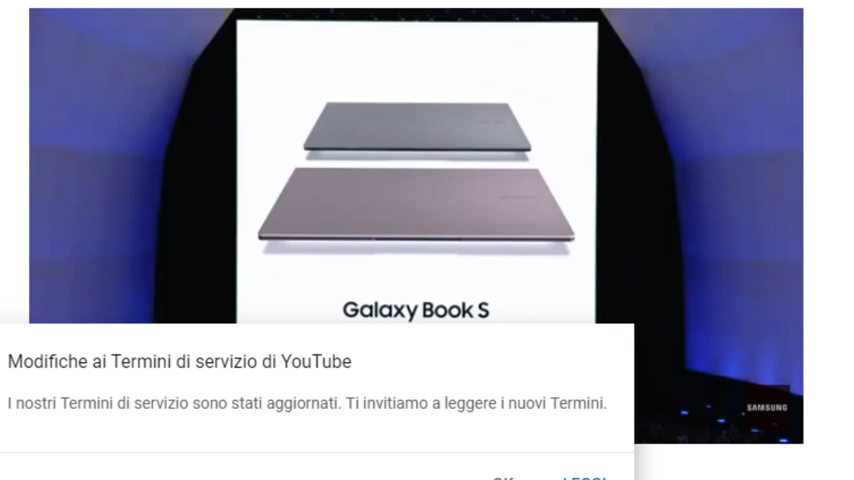 Galaxy Book S
Modifiche ai Termini di servizio di YouTube
I nostri Termini di servizio sono stati aggiornati. Ti invitiamo a leggere i nuovi Termini.
SAMSUNG